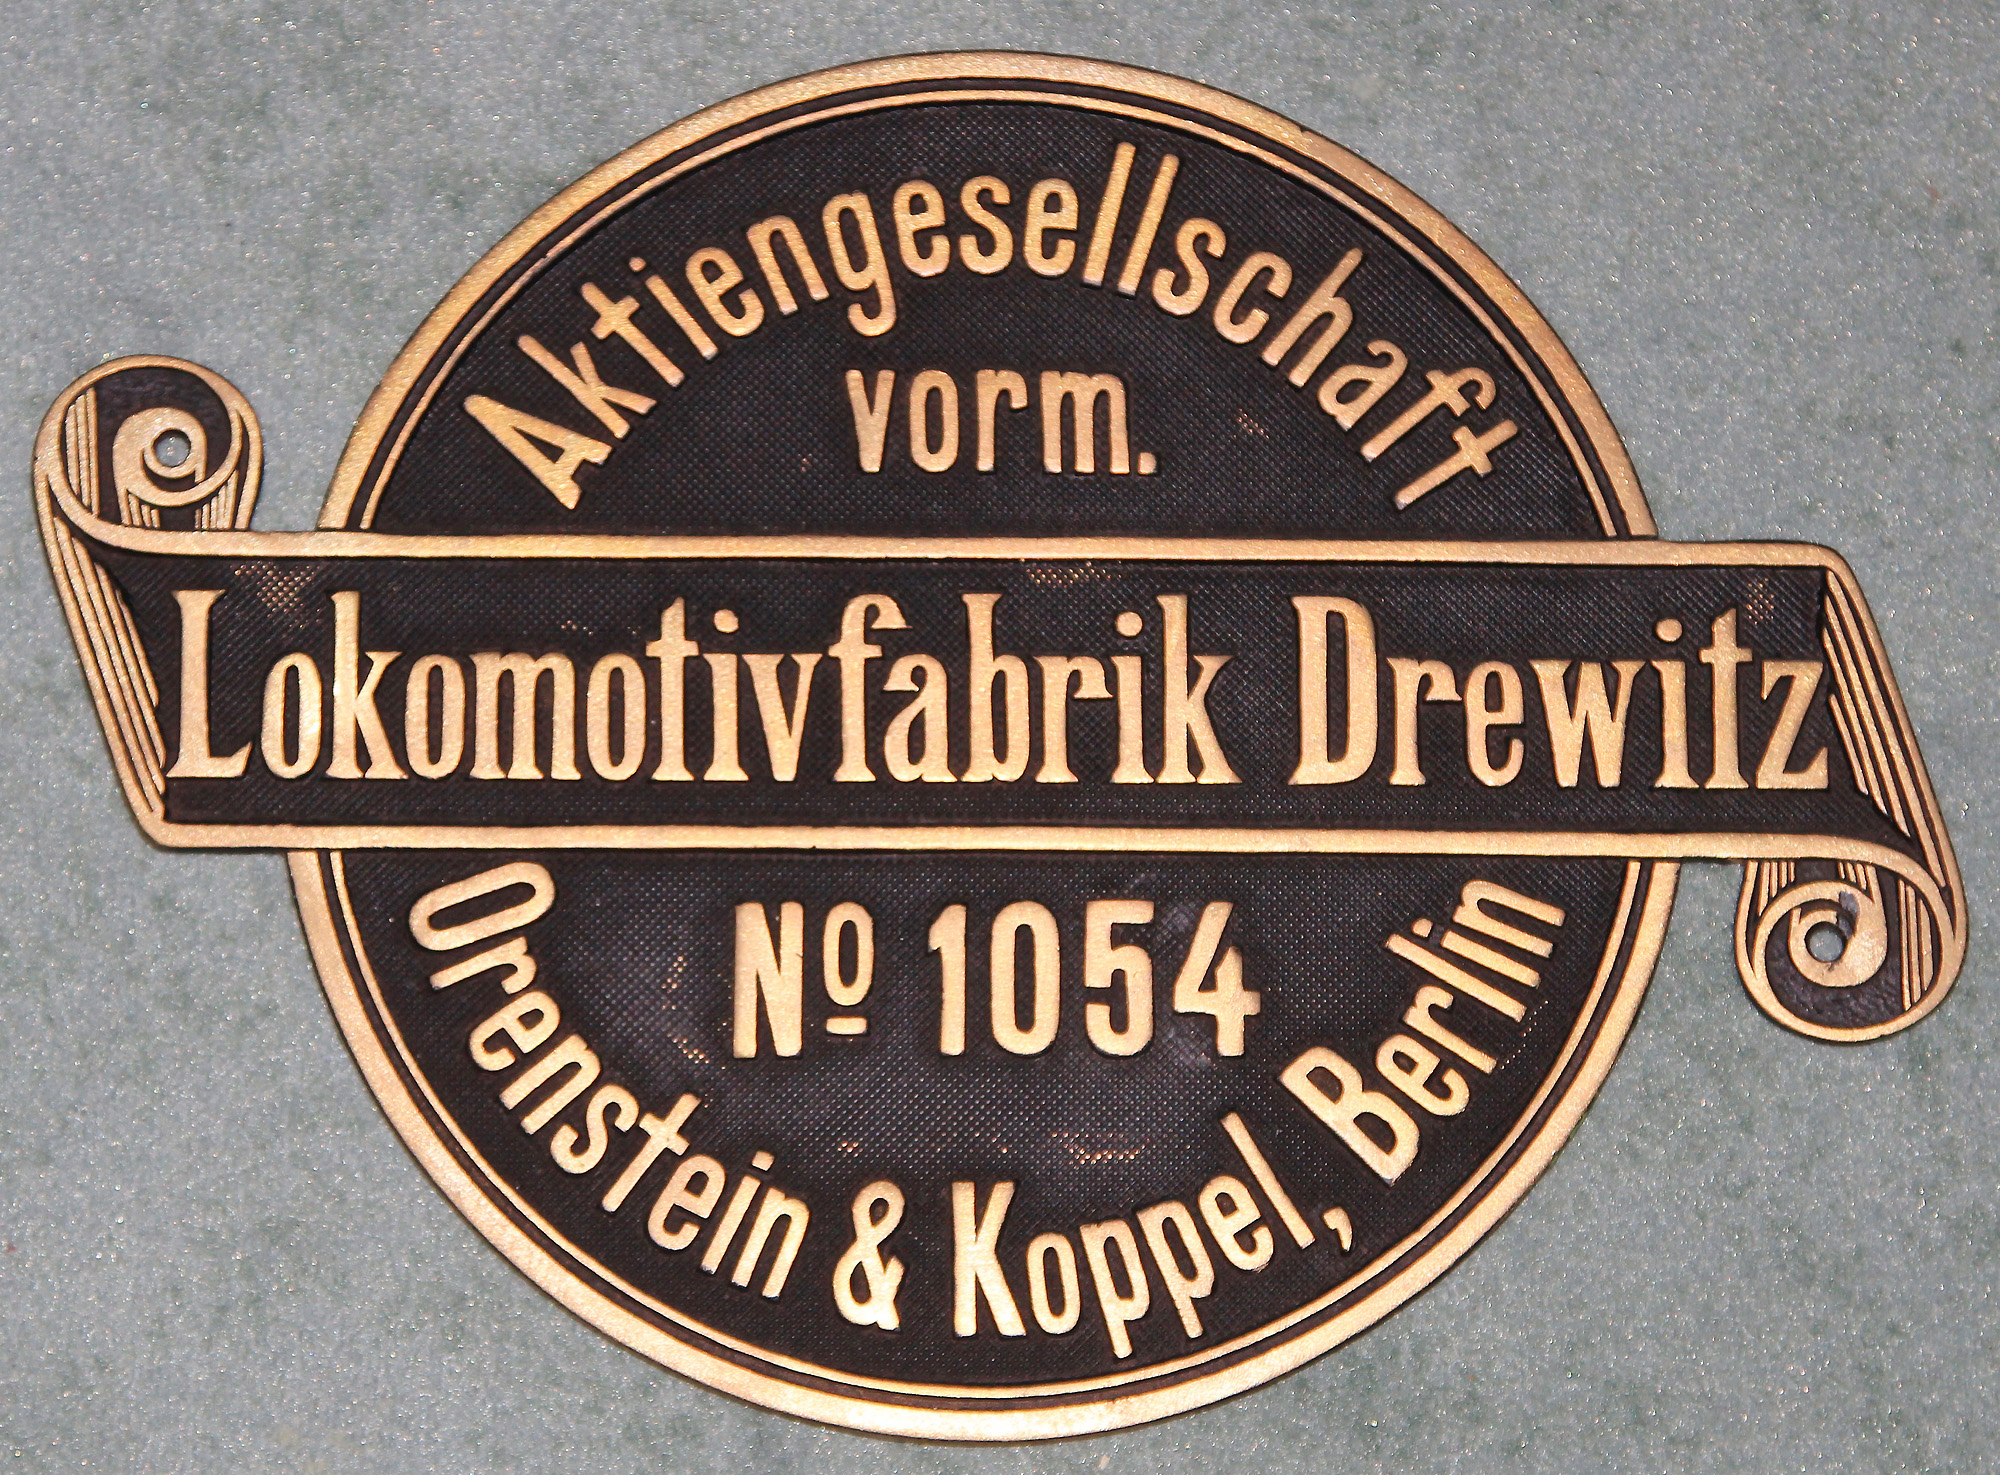 Aktiengesellschaft
vorm.
Lokomotivfabrik Drewitz
Nº 1054
Orenstein & Koppel, Berlin